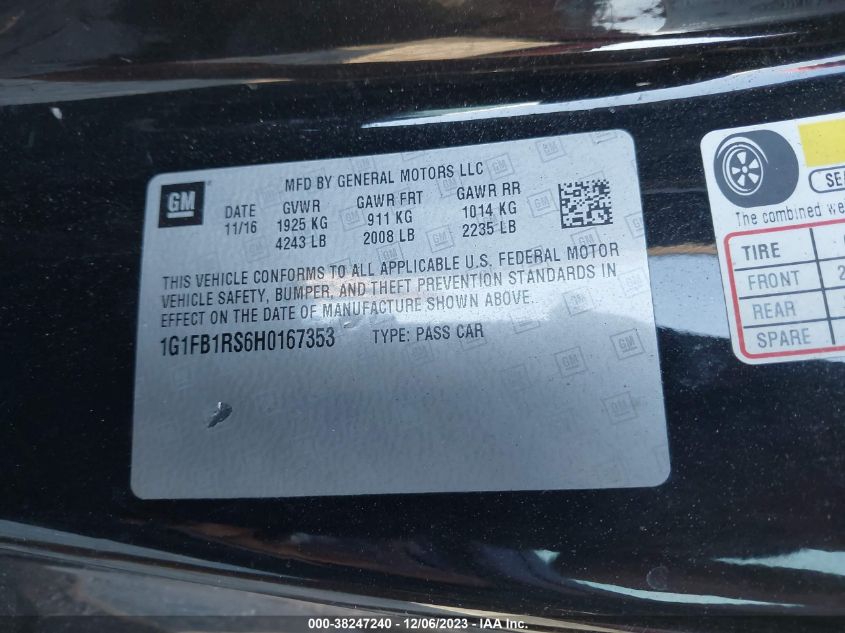 GM
MFD BY GENERAL MOTORS LLC
DATE GVWR GAWR FRT GAWR RR
11/16 1925 KG 911 KG 1014 KG
4243 LB 2008 LB 2235 LB
THIS VEHICLE CONFORMS TO ALL APPLICABLE U.S. FEDERAL MOTOR
VEHICLE SAFETY, BUMPER, AND THEFT PREVENTION STANDARDS IN
EFFECT ON THE DATE OF MANUFACTURE SHOWN ABOVE.
1G1FB1RS6H0167353 TYPE: PASS CAR
The combined
TIRE
FRONT 2
REAR
000-38247240 - 12/06/2023 - IAA Inc.